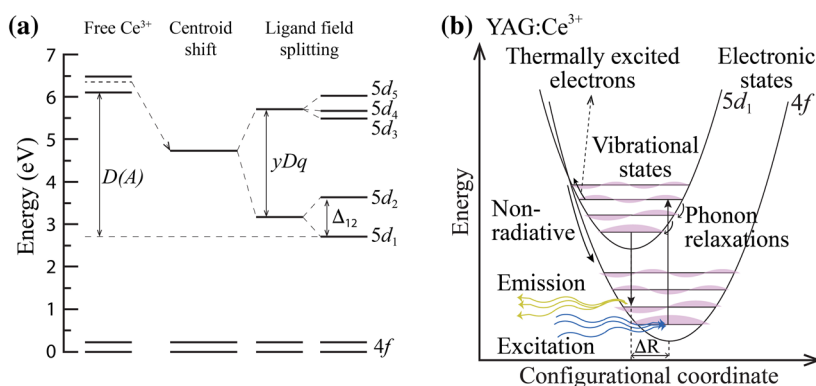 (a)
Free Ce³⁺
Centroid
shift
Ligand field
splitting
7
6
5
4
3
2
1
0
Energy (eV)
D(A)
yDq
Δ₁₂
5d₅
5d₄
5d₃
5d₂
5d₁
4f
(b)
YAG:Ce³⁺
Thermally excited
electrons
Electronic
states
5d₁
4f
Vibrational
states
Non-
radiative
Phonon
relaxations
Emission
Excitation
ΔR
Energy
Configurational coordinate